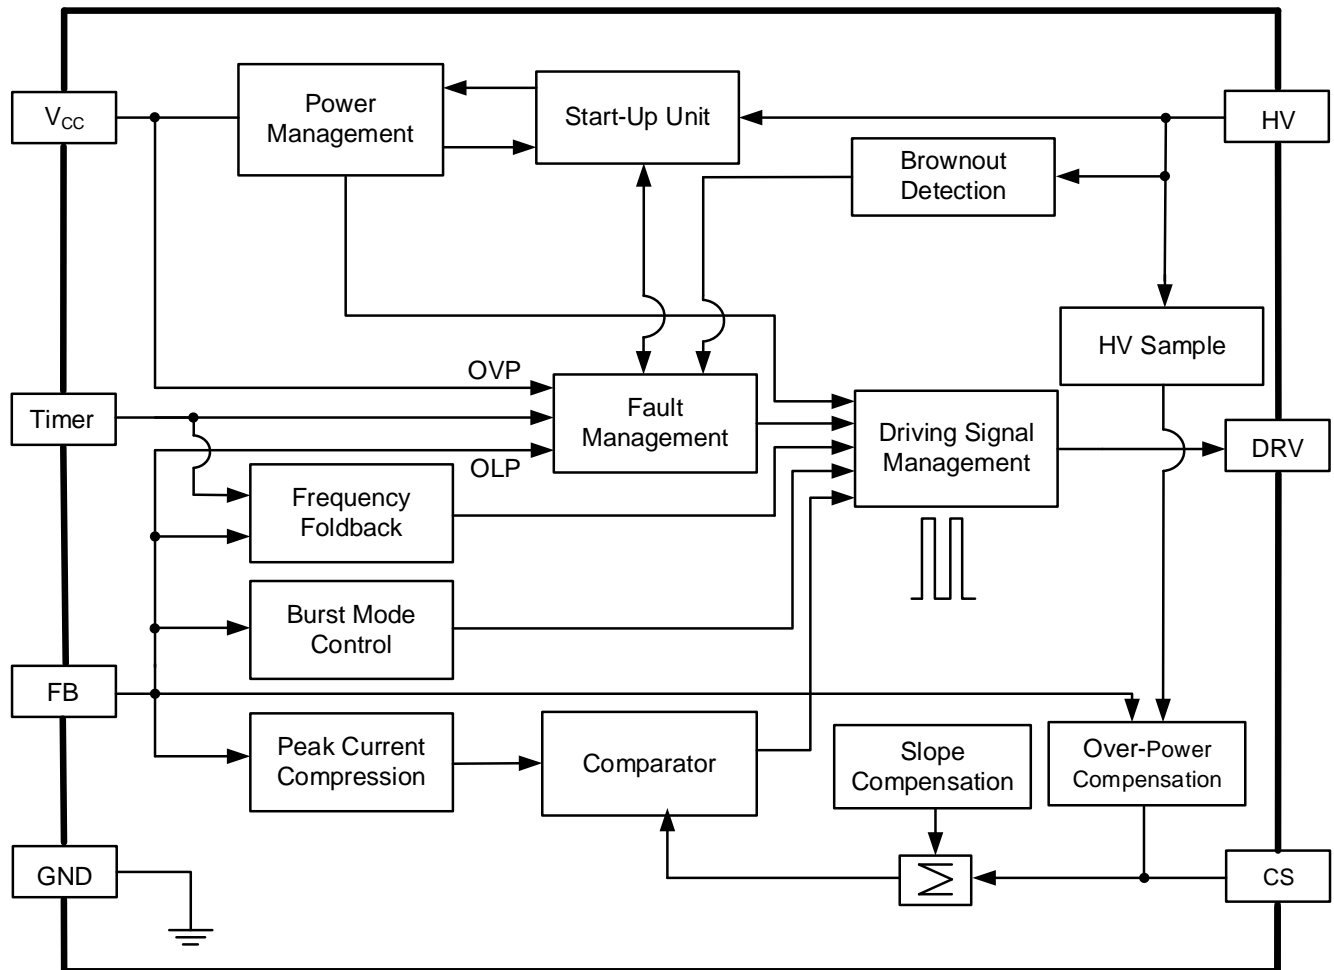 V_CC
Power
Management
Start-Up Unit
HV
Brownout
Detection
HV Sample
OVP
Timer
Fault
Management
Driving Signal
Management
DRV
OLP
Frequency
Foldback
Burst Mode
Control
FB
Peak Current
Compression
Comparator
Slope
Compensation
Over-Power
Compensation
GND
Σ
CS